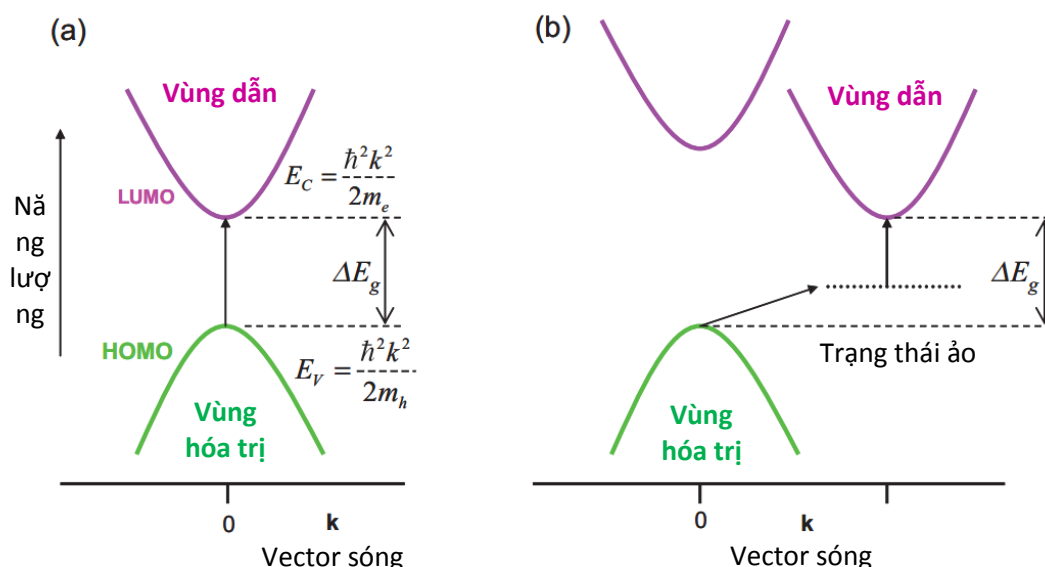 (a)
Vùng dẫn
LUMO
E_C = ħ²k² / 2m_e
Nă
ng
lượ
ng
ΔE_g
HOMO
E_V = ħ²k² / 2m_h
Vùng
hóa trị
0
k
Vector sóng
(b)
Vùng dẫn
ΔE_g
Trạng thái ảo
Vùng
hóa trị
0
k
Vector sóng